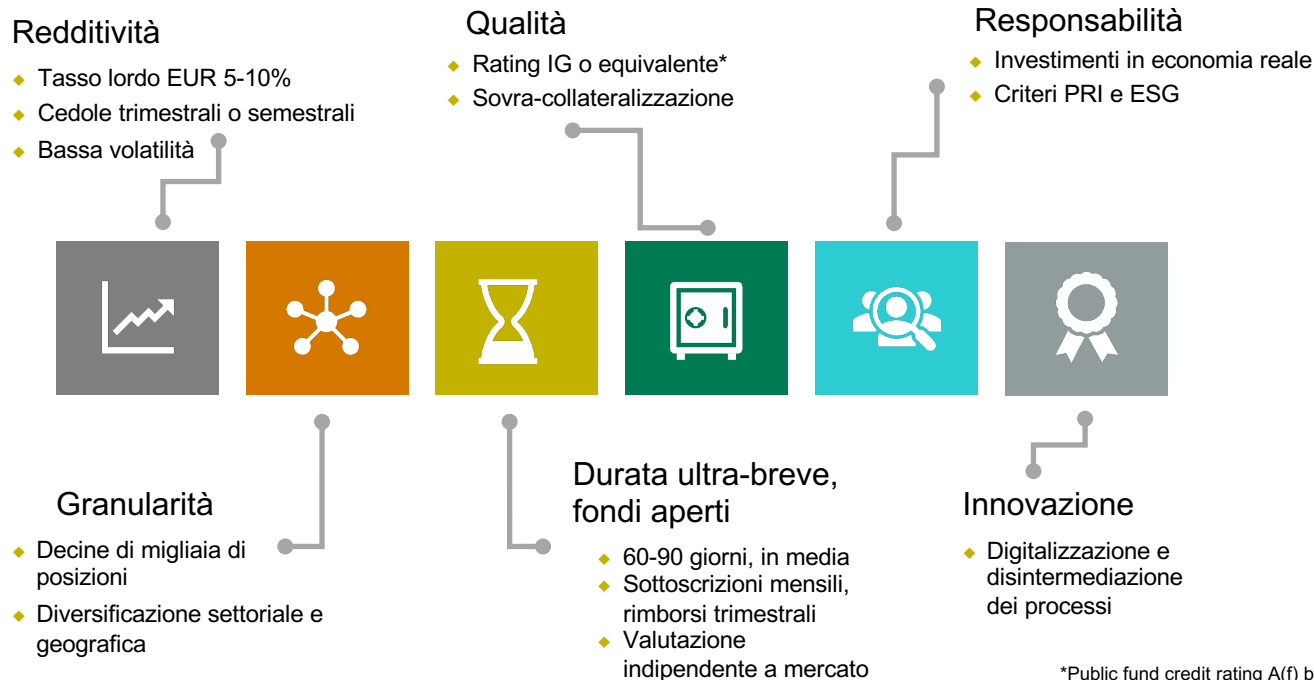 Redditività
Tasso lordo EUR 5-10%
Cedole trimestrali o semestrali
Bassa volatilità
Qualità
Rating IG o equivalente*
Sovra-collateralizzazione
Responsabilità
Investimenti in economia reale
Criteri PRI e ESG
Granularità
Decine di migliaia di
posizioni
Diversificazione settoriale e
geografica
Durata ultra-breve,
fondi aperti
60-90 giorni, in media
Sottoscrizioni mensili,
rimborsi trimestrali
Valutazione
indipendente a mercato
Innovazione
Digitalizzazione e
disintermediazione
dei processi
*Public fund credit rating A(f) b